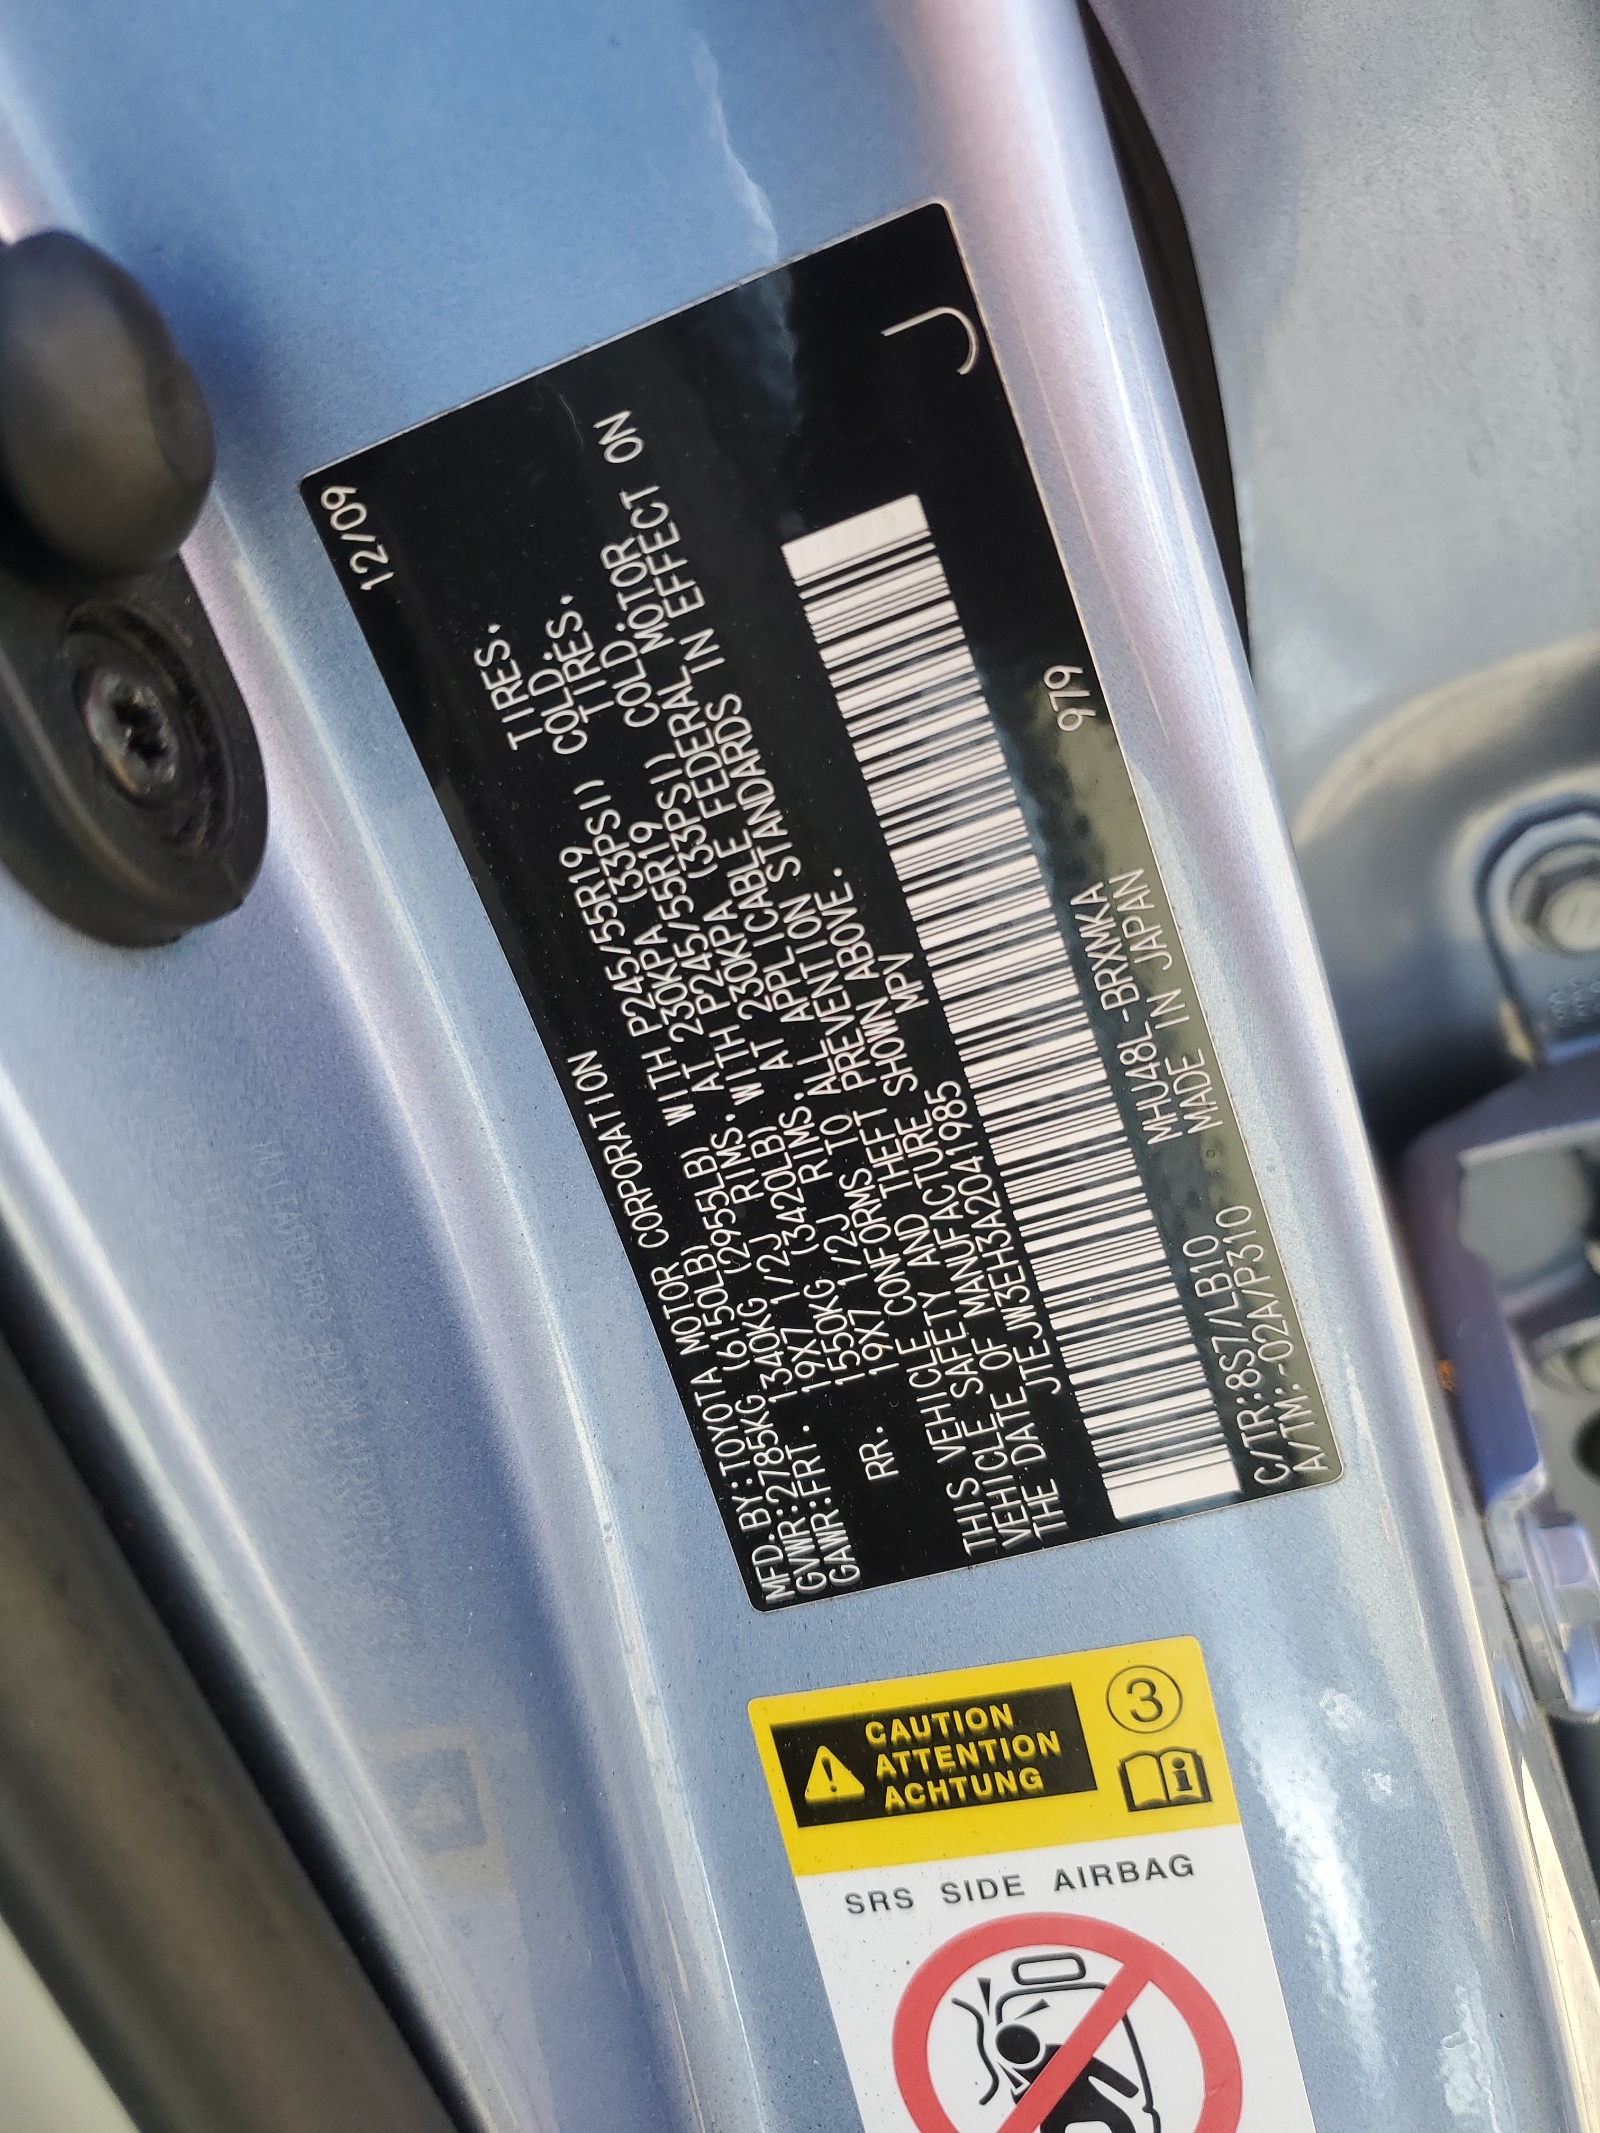 MFD.BY:TOYOTA MOTOR CORPORATION 12/09
GVWR:2785KG (6150LB)
GAWR:FRT. 1340KG (2955LB) WITH P245/55R19 TIRES,
19X7 1/2J RIMS, AT 230KPA (33PSI) COLD.
RR. 1550KG (3420LB) WITH P245/55R19 TIRES,
19X7 1/2J RIMS, AT 230KPA (33PSI) COLD.
THIS VEHICLE CONFORMS TO ALL APPLICABLE FEDERAL MOTOR
VEHICLE SAFETY AND THEFT PREVENTION STANDARDS IN EFFECT ON
THE DATE OF MANUFACTURE SHOWN ABOVE.
JTEJW3EH3A2041985 MPV
J
C/TR:8S7/LB10 MHU48L-BRXMKA 979
A/TM:-02A/P310 MADE IN JAPAN
CAUTION
ATTENTION
ACHTUNG
3
i
SRS SIDE AIRBAG